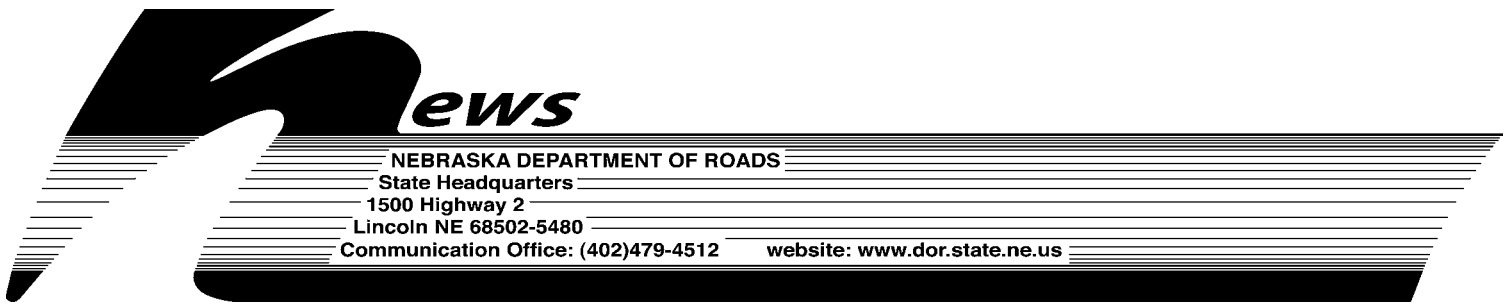 news
NEBRASKA DEPARTMENT OF ROADS
State Headquarters
1500 Highway 2
Lincoln NE 68502-5480
Communication Office: (402)479-4512 website: www.dor.state.ne.us